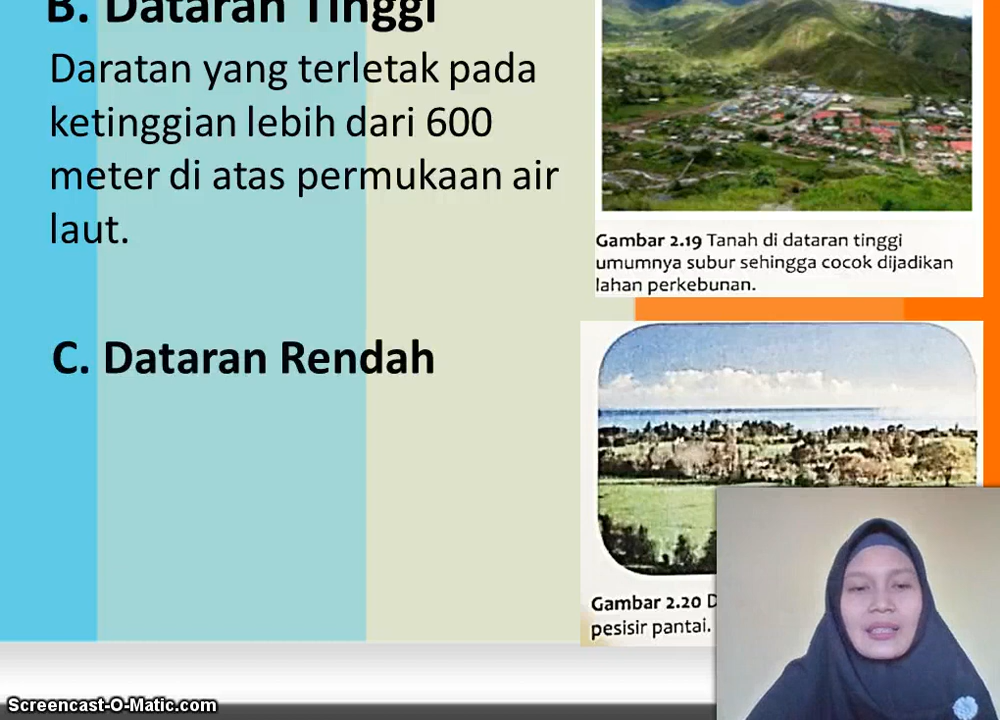 B. Dataran Tinggi
Daratan yang terletak pada
ketinggian lebih dari 600
meter di atas permukaan air
laut.
Gambar 2.19 Tanah di dataran tinggi
umumnya subur sehingga cocok dijadikan
lahan perkebunan.
C. Dataran Rendah
Gambar 2.20 D
pesisir pantai.
Screencast-O-Matic.com